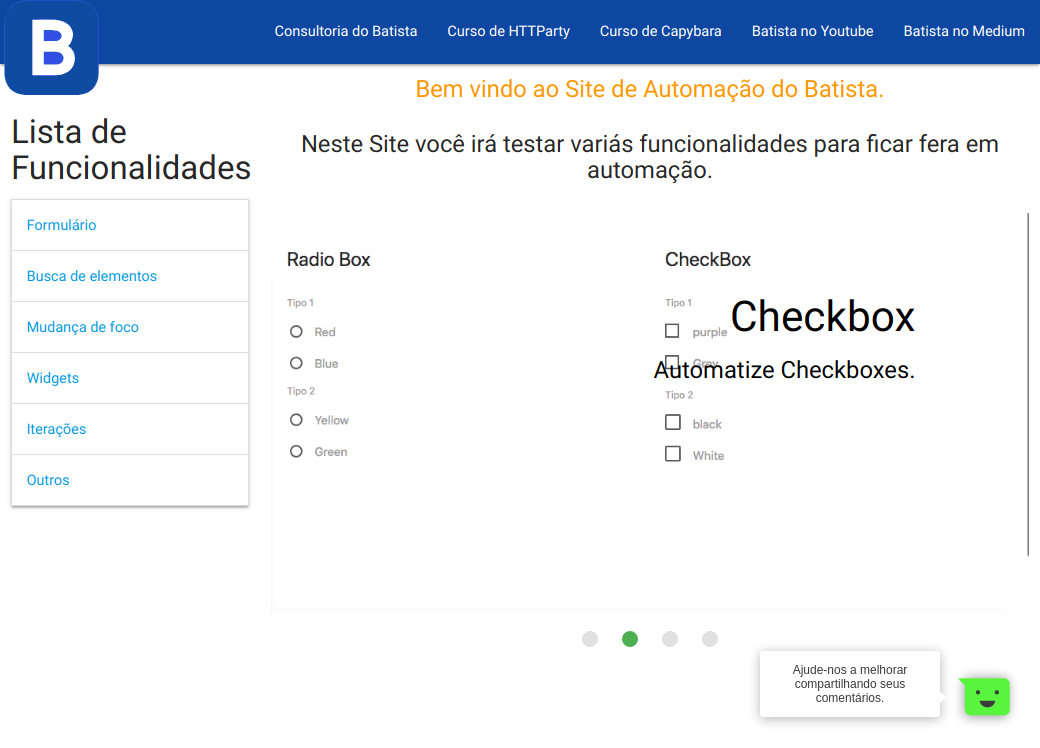 B
Consultoria do Batista
Curso de HTTParty
Curso de Capybara
Batista no Youtube
Batista no Medium
Bem vindo ao Site de Automação do Batista.
Lista de
Funcionalidades
Neste Site você irá testar variás funcionalidades para ficar fera em
automação.
Formulário
Busca de elementos
Mudança de foco
Widgets
Iterações
Outros
Radio Box
Tipo 1
Red
Blue
Tipo 2
Yellow
Green
CheckBox
Tipo 1
purple
Grey
Tipo 2
black
White
Checkbox
Automatize Checkboxes.
Ajude-nos a melhorar
compartilhando seus
comentários.